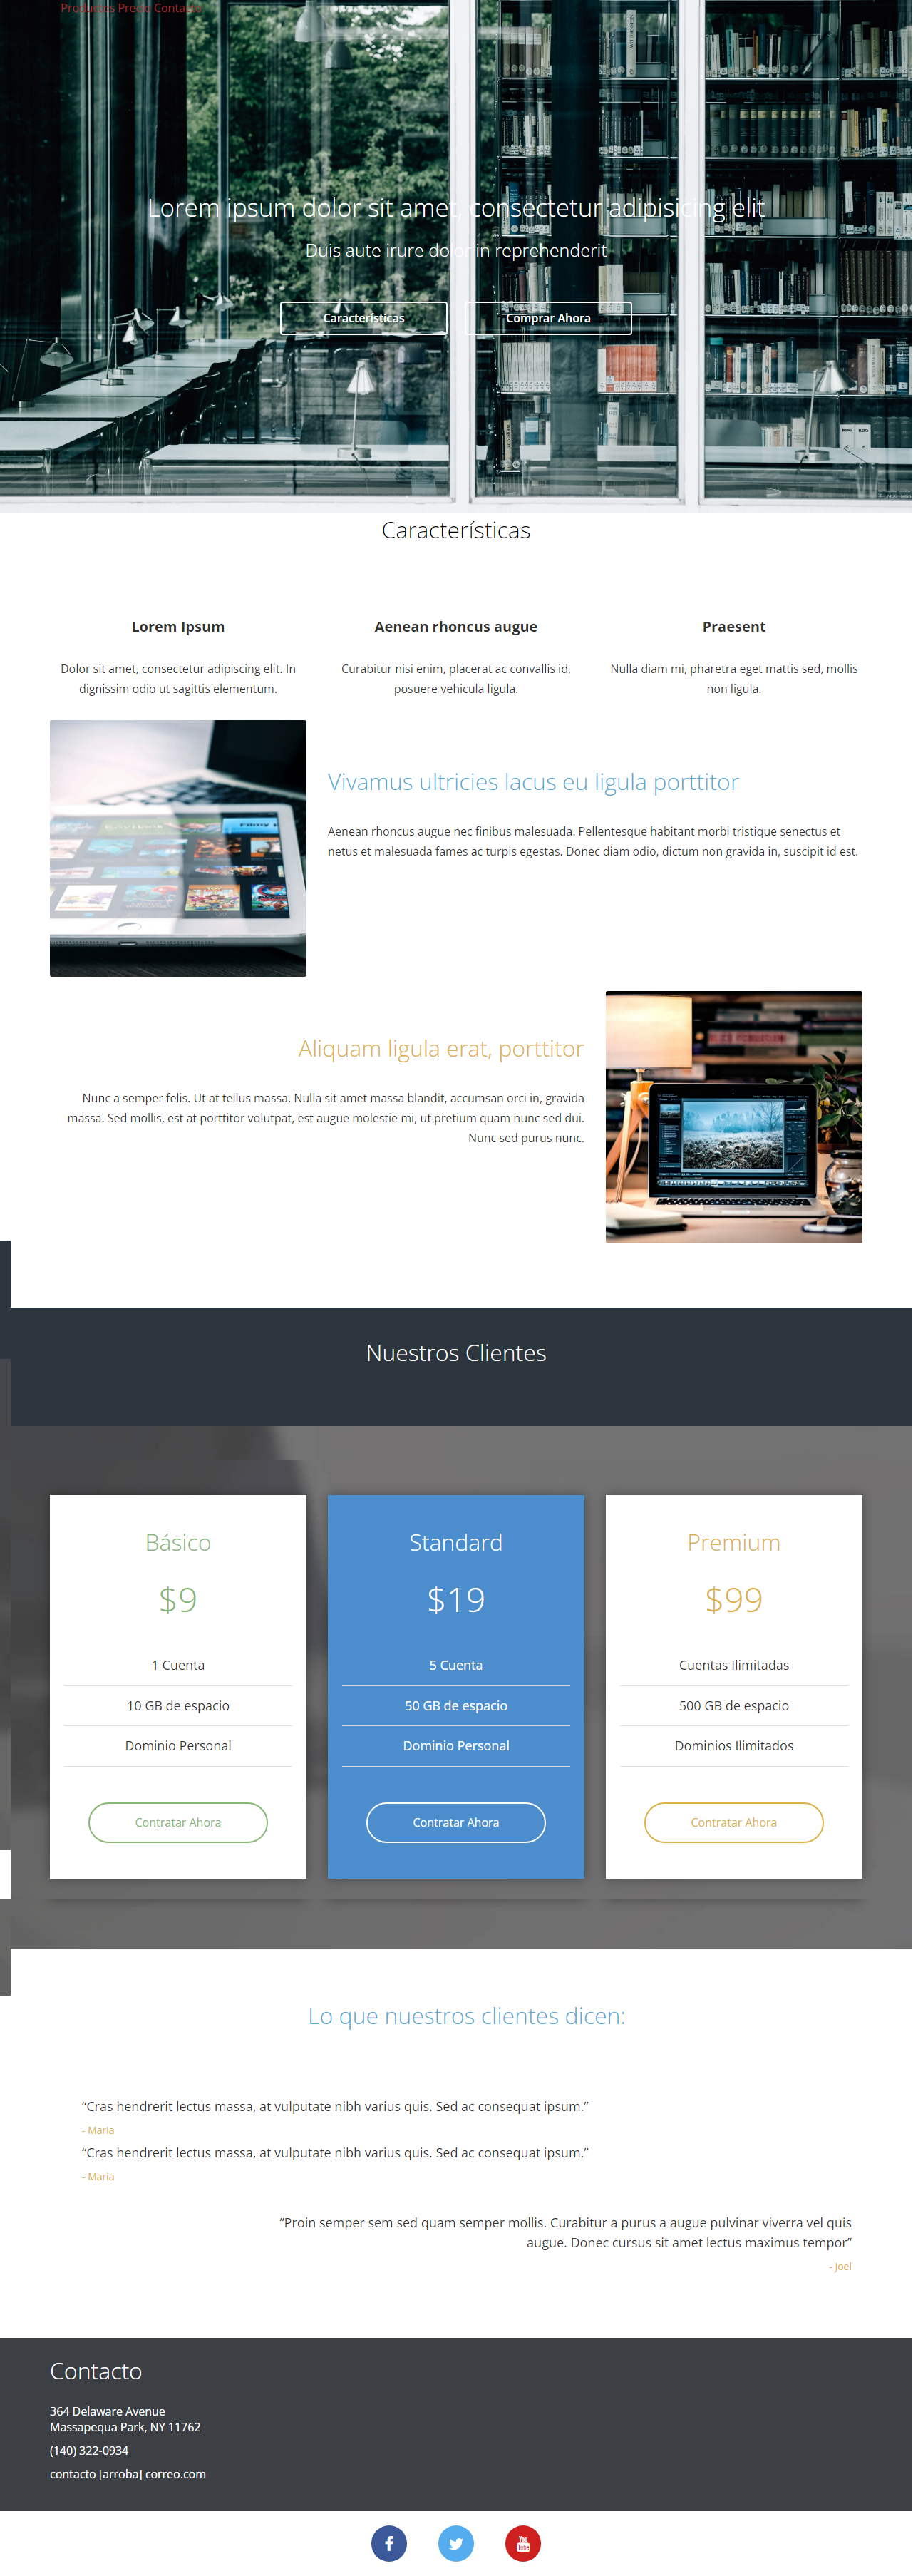 Productos Precio Contacto
Lorem ipsum dolor sit amet, consectetur adipisicing elit
Duis aute irure dolor in reprehenderit
Características
Comprar Ahora
Características
Lorem Ipsum
Dolor sit amet, consectetur adipiscing elit. In
dignissim odio ut sagittis elementum.
Aenean rhoncus augue
Curabitur nisi enim, placerat ac convallis id,
posuere vehicula ligula.
Praesent
Nulla diam mi, pharetra eget mattis sed, mollis
non ligula.
Vivamus ultricies lacus eu ligula porttitor
Aenean rhoncus augue nec finibus malesuada. Pellentesque habitant morbi tristique senectus et
netus et malesuada fames ac turpis egestas. Donec diam odio, dictum non gravida in, suscipit id est.
Aliquam ligula erat, porttitor
Nunc a semper felis. Ut at tellus massa. Nulla sit amet massa blandit, accumsan orci in, gravida
massa. Sed mollis, est at porttitor volutpat, est augue molestie mi, ut pretium quam nunc sed dui.
Nunc sed purus nunc.
Nuestros Clientes
Básico
$9
1 Cuenta
10 GB de espacio
Dominio Personal
Contratar Ahora
Standard
$19
5 Cuenta
50 GB de espacio
Dominio Personal
Contratar Ahora
Premium
$99
Cuentas Ilimitadas
500 GB de espacio
Dominios Ilimitados
Contratar Ahora
Lo que nuestros clientes dicen:
“Cras hendrerit lectus massa, at vulputate nibh varius quis. Sed ac consequat ipsum.”
- Maria
“Cras hendrerit lectus massa, at vulputate nibh varius quis. Sed ac consequat ipsum.”
- Maria
“Proin semper sem sed quam semper mollis. Curabitur a purus a augue pulvinar viverra vel quis
augue. Donec cursus sit amet lectus maximus tempor”
- Joel
Contacto
364 Delaware Avenue
Massapequa Park, NY 11762
(140) 322-0934
contacto [arroba] correo.com
You
Tube